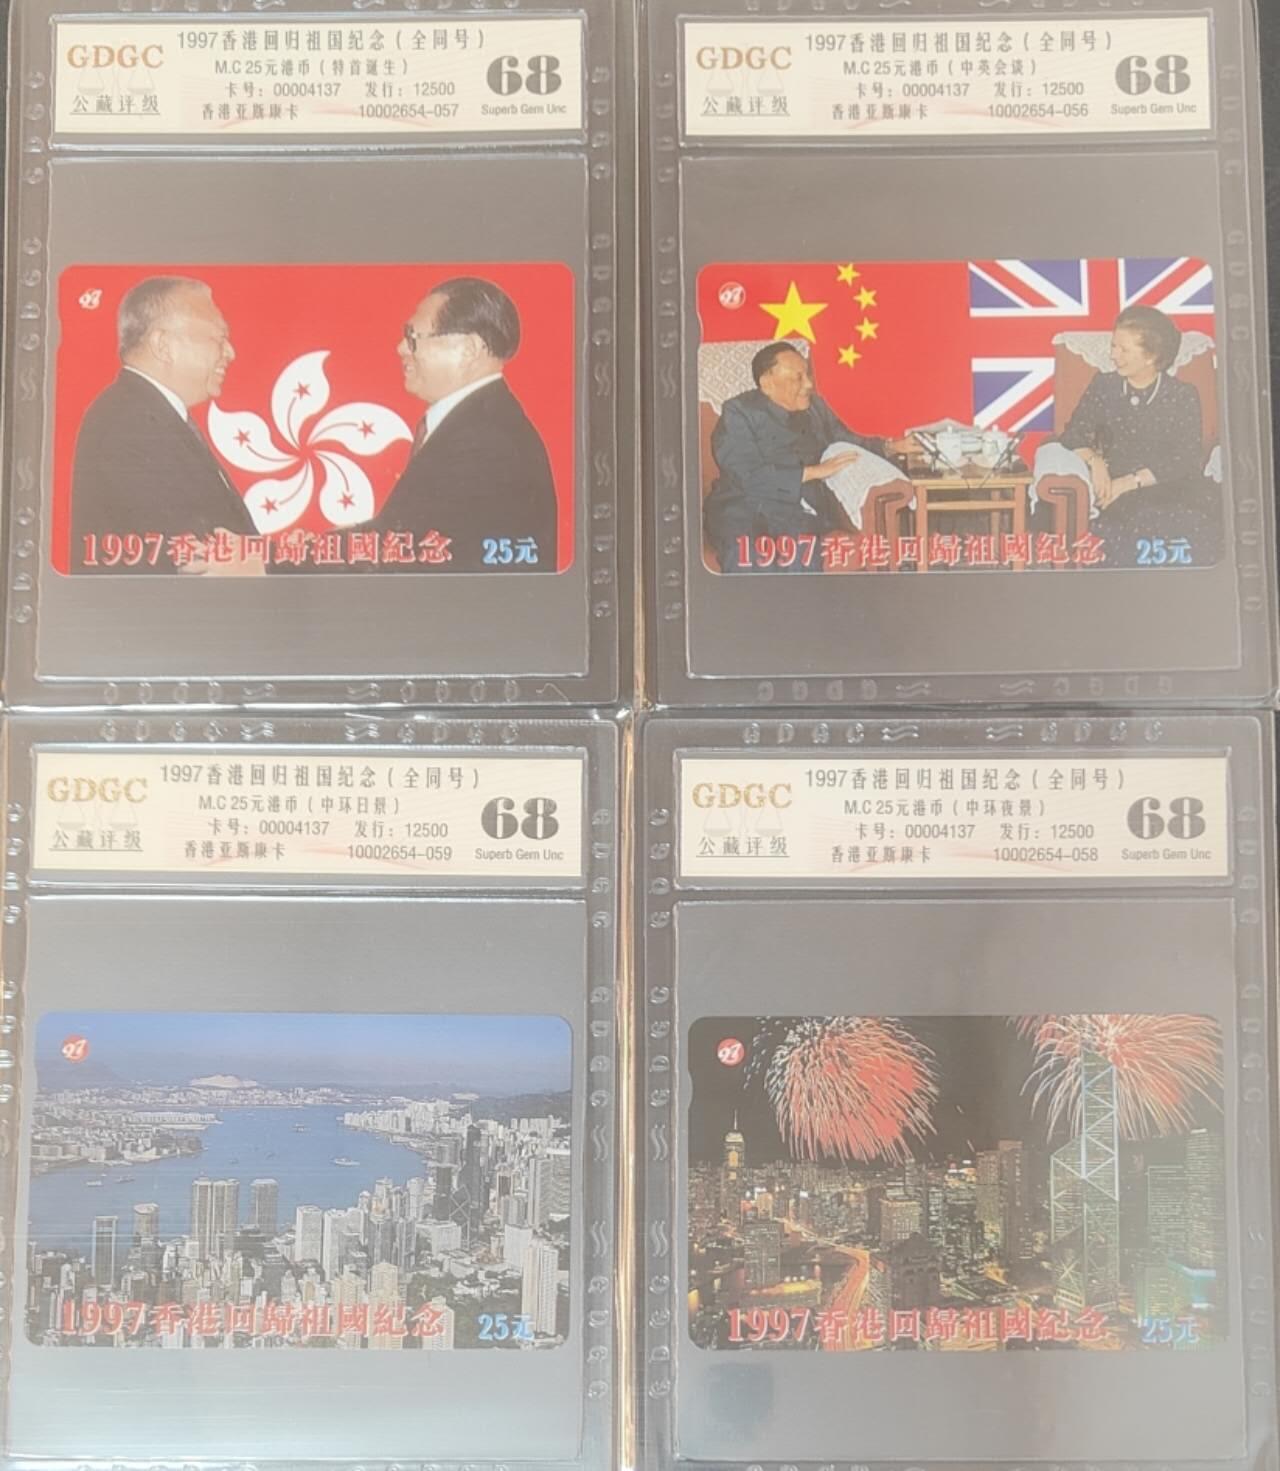 GDGC
公藏评级
1997香港回归祖国纪念（全同号）
M.C 25元港币（特首诞生）
卡号：00004137 发行：12500
香港亚斯康卡 10002654-057
68
Superb Gem Unc
97
1997香港回歸祖國紀念 25元
GDGC
公藏评级
1997香港回归祖国纪念（全同号）
M.C 25元港币（中英会谈）
卡号：00004137 发行：12500
香港亚斯康卡 10002654-056
68
Superb Gem Unc
97
1997香港回歸祖國紀念 25元
GDGC
公藏评级
1997香港回归祖国纪念（全同号）
M.C 25元港币（中环日景）
卡号：00004137 发行：12500
香港亚斯康卡 10002654-059
68
Superb Gem Unc
97
1997香港回歸祖國紀念 25元
GDGC
公藏评级
1997香港回归祖国纪念（全同号）
M.C 25元港币（中环夜景）
卡号：00004137 发行：12500
香港亚斯康卡 10002654-058
68
Superb Gem Unc
97
1997香港回歸祖國紀念 25元